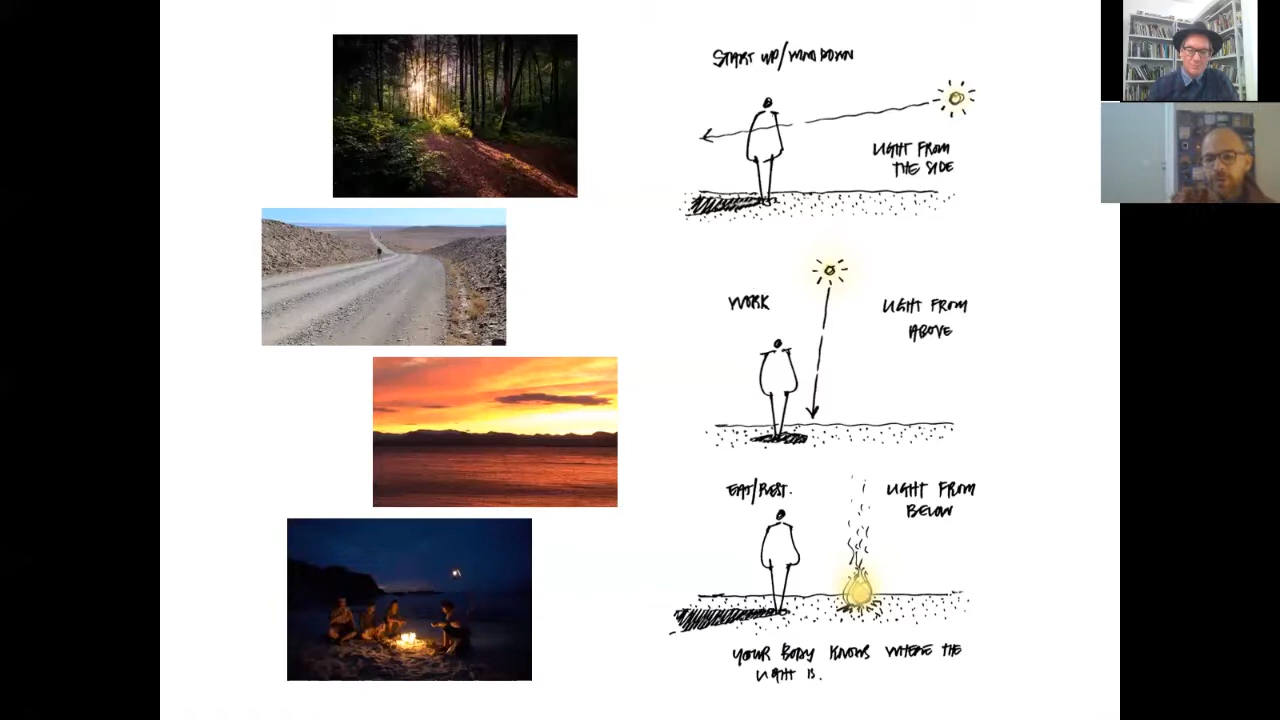 START UP/WIND DOWN
LIGHT FROM
THE SIDE
WORK
LIGHT FROM
ABOVE
EAT/REST.
LIGHT FROM
BELOW
YOUR BODY KNOWS WHERE THE
LIGHT IS.